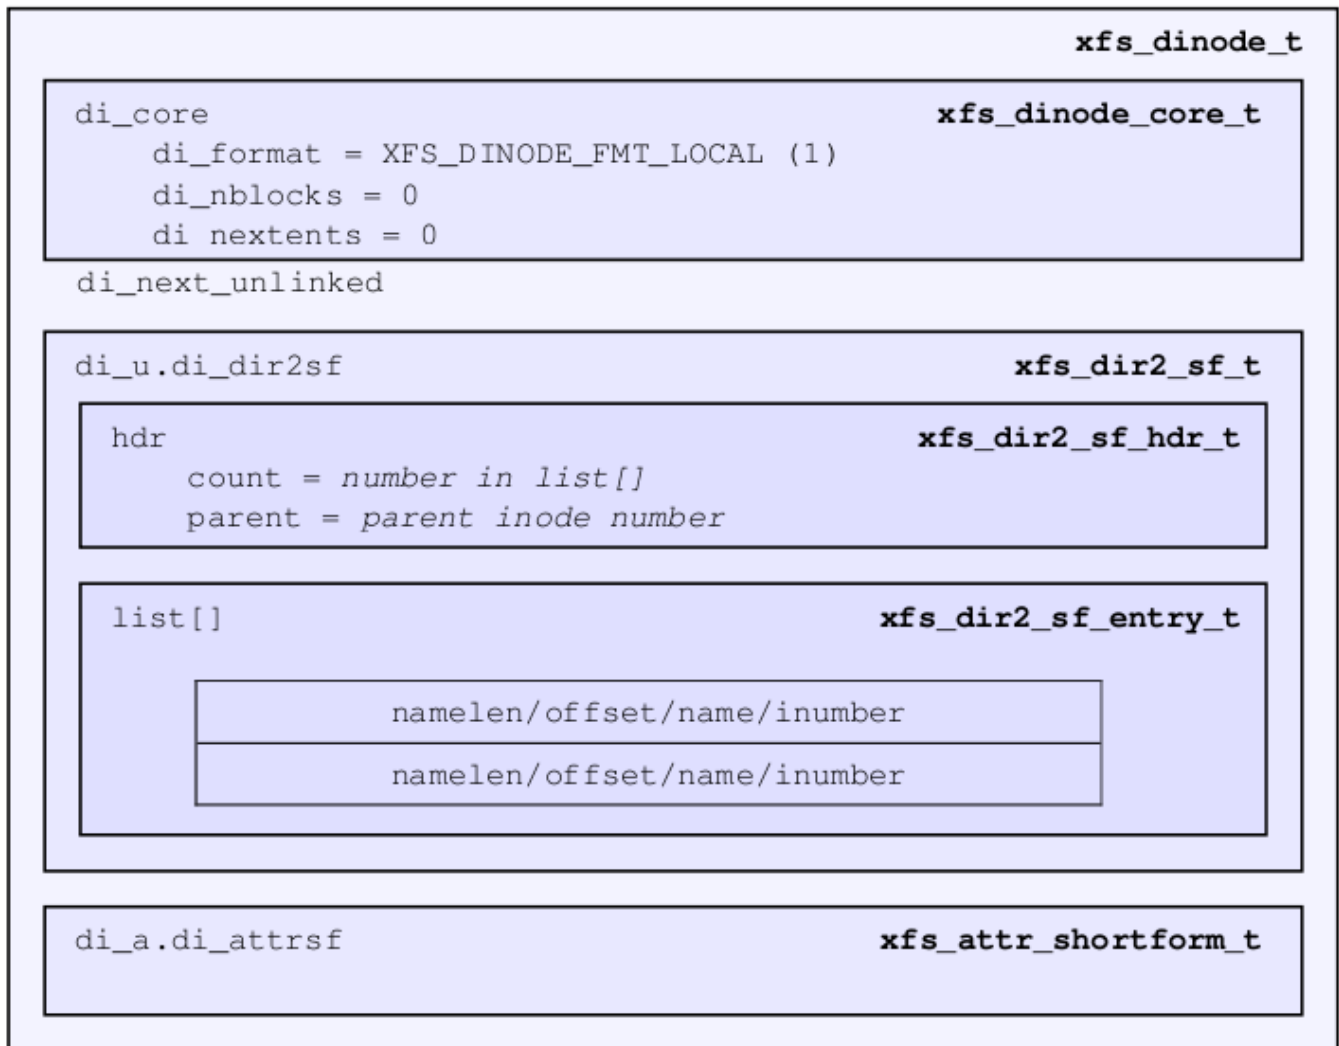 xfs_dinode_t
di_core xfs_dinode_core_t
di_format = XFS_DINODE_FMT_LOCAL (1)
di_nblocks = 0
di nextents = 0
di_next_unlinked
di_u.di_dir2sf xfs_dir2_sf_t
hdr xfs_dir2_sf_hdr_t
count = number in list[]
parent = parent inode number
list[] xfs_dir2_sf_entry_t
namelen/offset/name/inumber
namelen/offset/name/inumber
di_a.di_attrsf xfs_attr_shortform_t